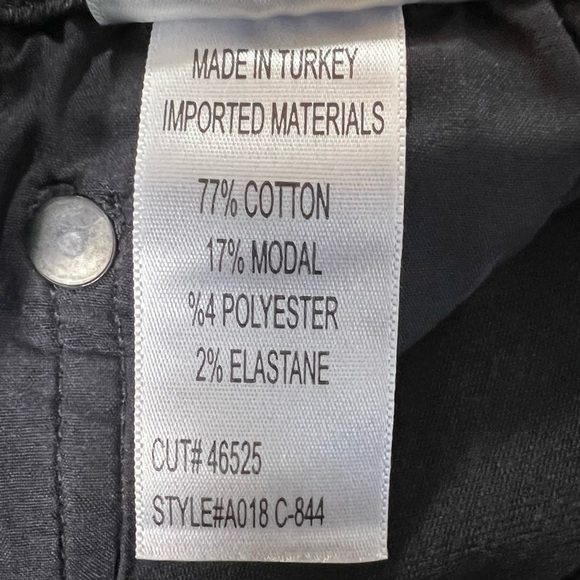 MADE IN TURKEY
IMPORTED MATERIALS
77% COTTON
17% MODAL
%4 POLYESTER
2% ELASTANE
CUT# 46525
STYLE#A018 C-844